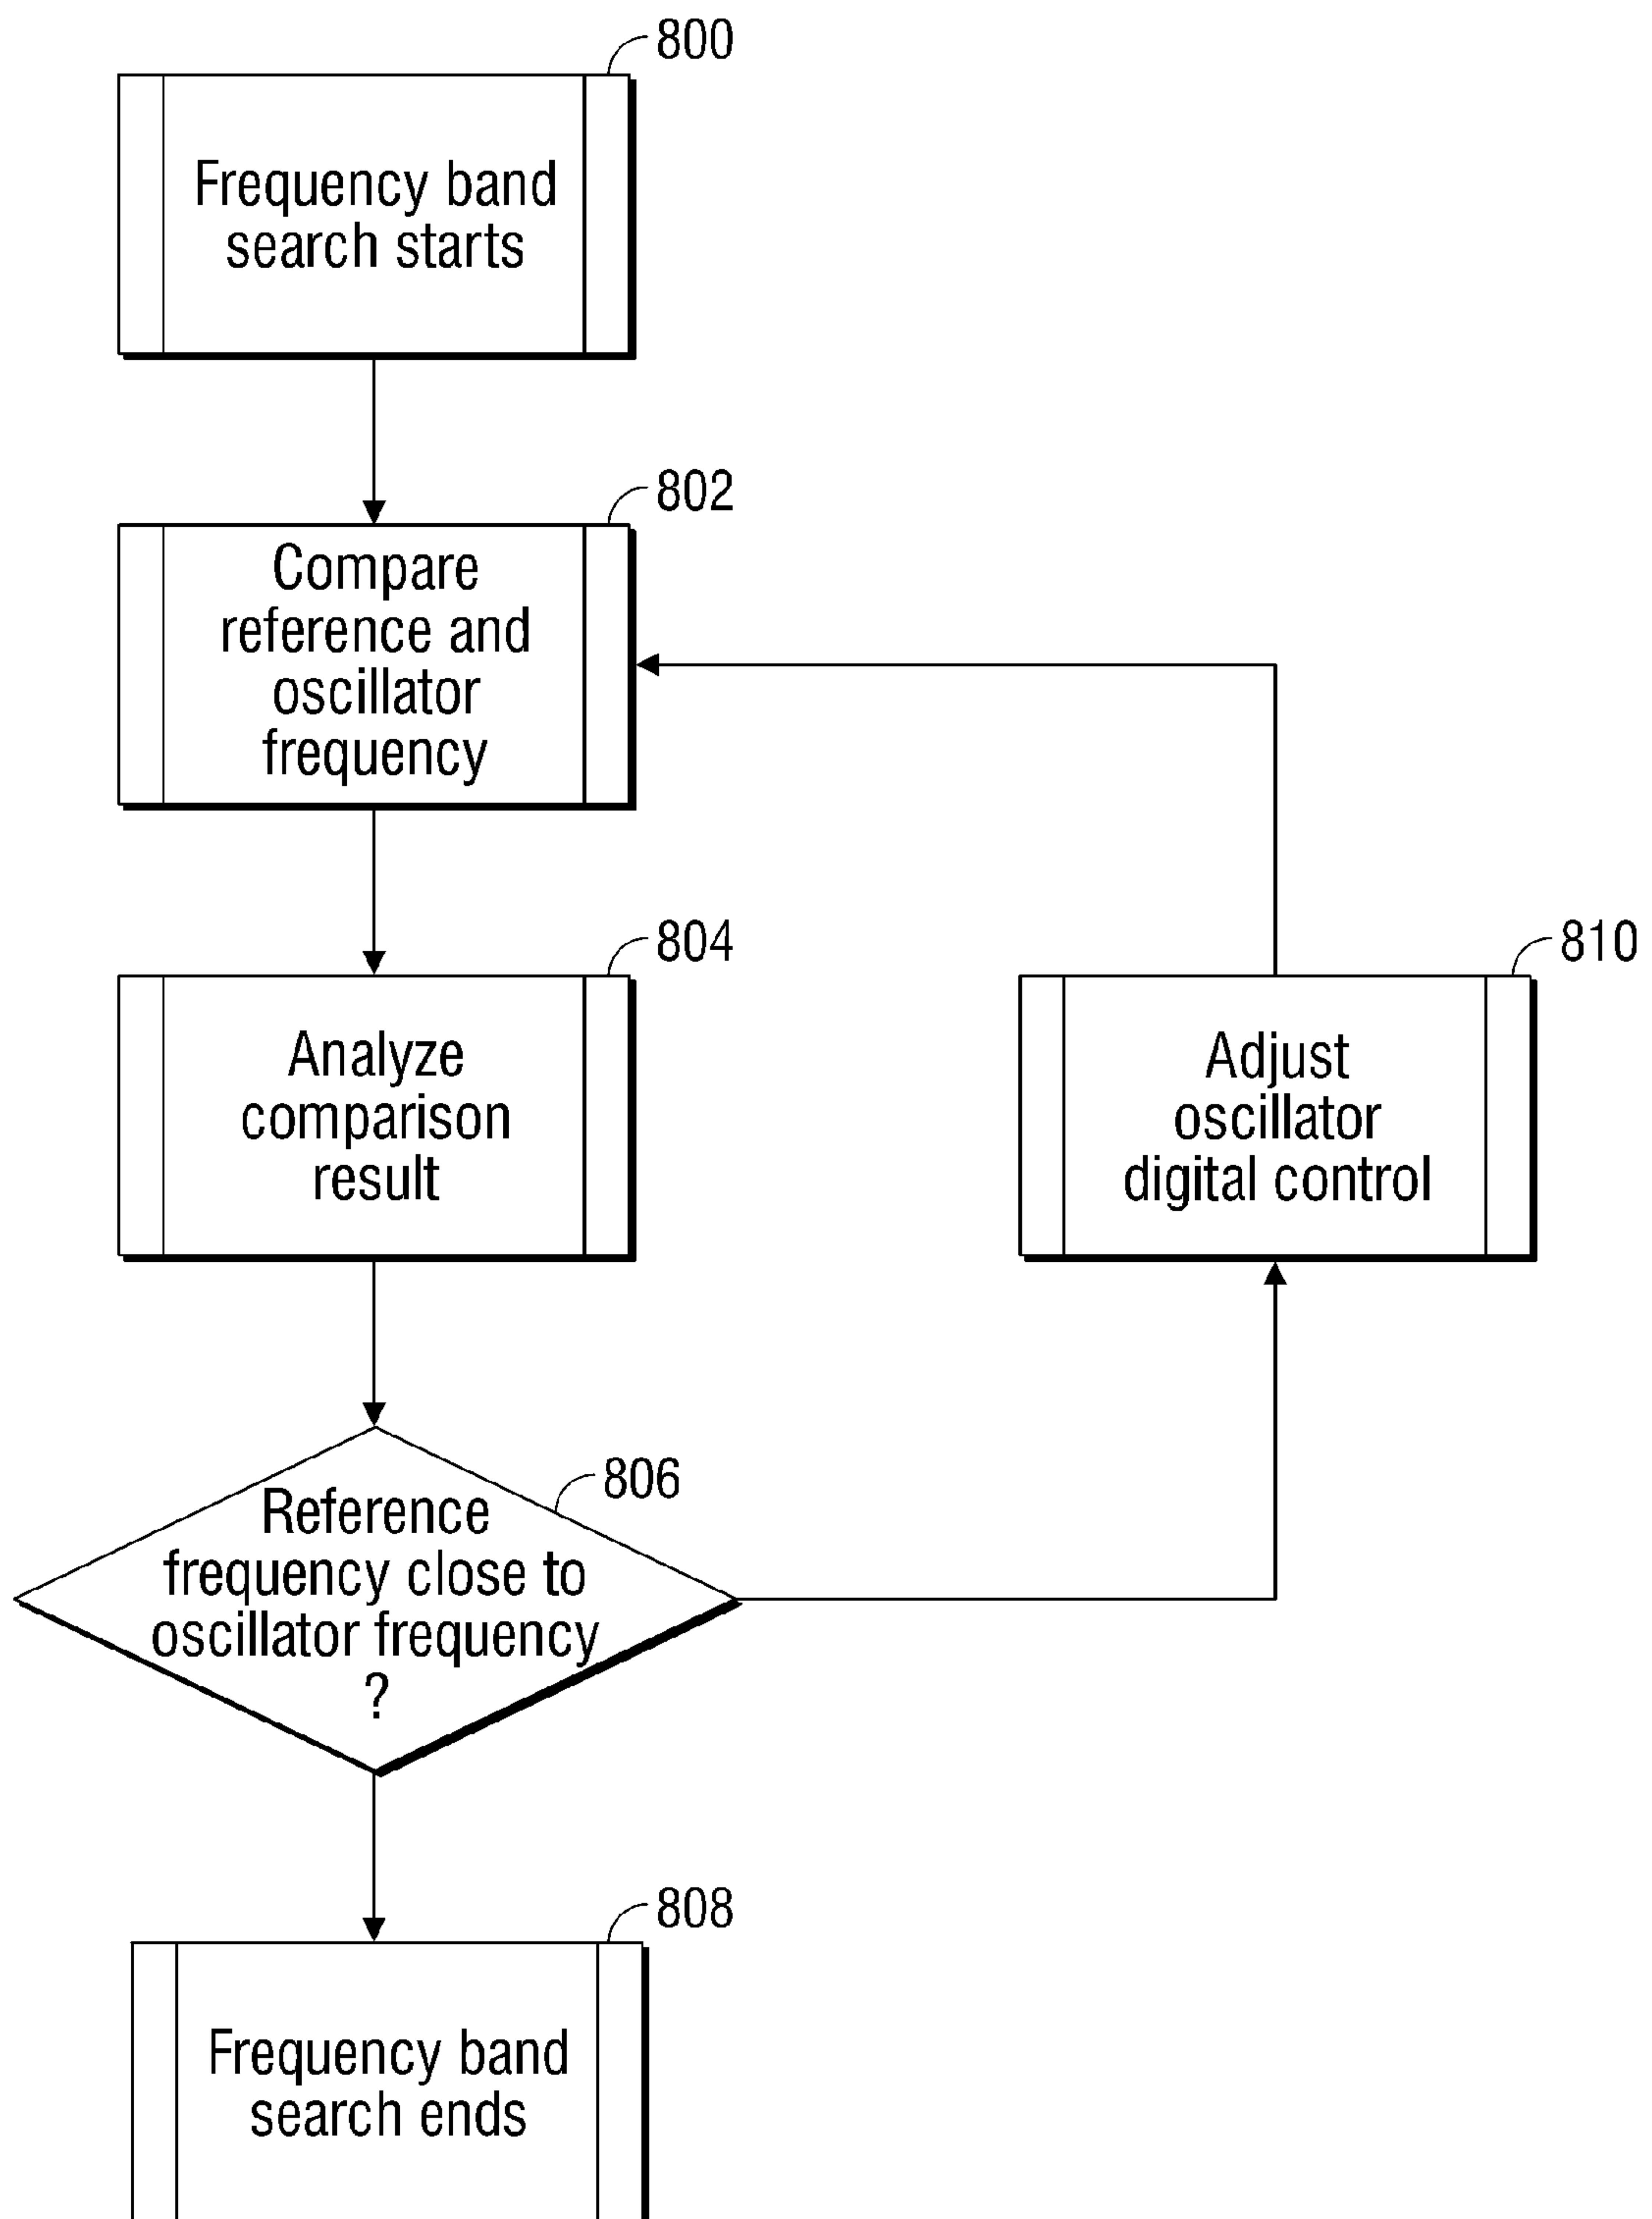 800
Frequency band
search starts
802
Compare
reference and
oscillator
frequency
804
Analyze
comparison
result
810
Adjust
oscillator
digital control
806
Reference
frequency close to
oscillator frequency
?
808
Frequency band
search ends